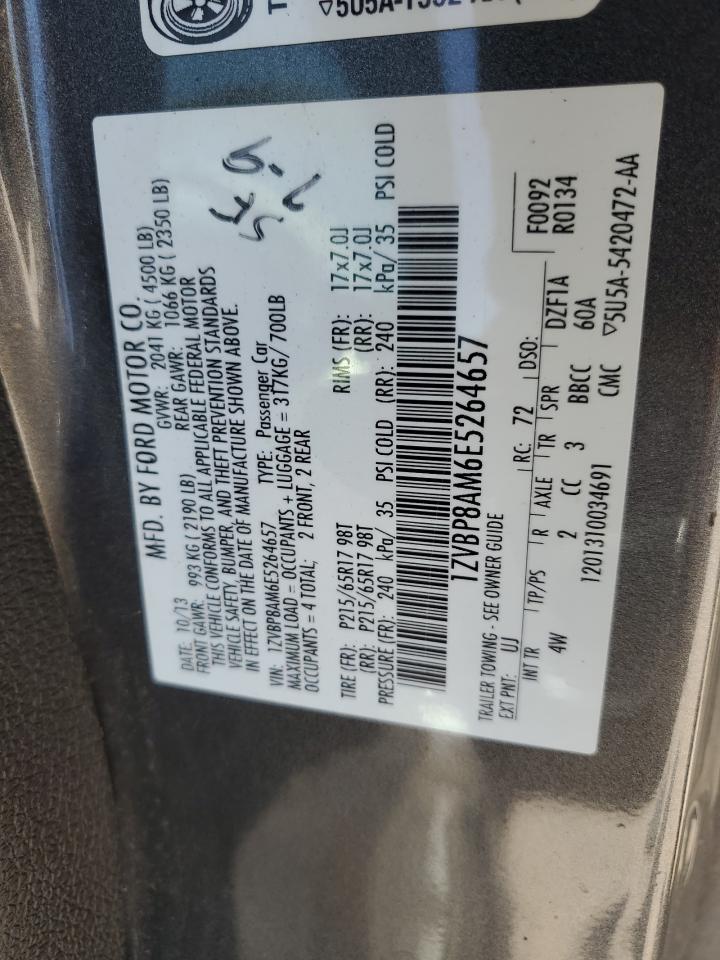 MFD. BY FORD MOTOR CO.
DATE: 10/13 GVWR: 2041 KG ( 4500 LB)
FRONT GAWR: 993 KG ( 2190 LB) REAR GAWR: 1066 KG ( 2350 LB)
THIS VEHICLE CONFORMS TO ALL APPLICABLE FEDERAL MOTOR
VEHICLE SAFETY, BUMPER, AND THEFT PREVENTION STANDARDS
IN EFFECT ON THE DATE OF MANUFACTURE SHOWN ABOVE.
VIN: 1ZVBP8AM6E5264657 TYPE: Passenger Car
MAXIMUM LOAD = OCCUPANTS + LUGGAGE = 317KG/700LB
OCCUPANTS = 4 TOTAL; 2 FRONT, 2 REAR
TIRE (FR): P215/65R17 98T RIMS (FR): 17x7.0J
(RR): P215/65R17 98T (RR): 17x7.0J
PRESSURE (FR): 240 kPa/ 35 PSI COLD (RR): 240 kPa/ 35 PSI COLD
1ZVBP8AM6E5264657
TRAILER TOWING - SEE OWNER GUIDE
EXT PNT: UJ RC: 72 DSO: F0092
R0134
INT TR TP/PS R AXLE TR SPR DZF1A
4W 2 CC 3 BBCC 60A
1201310034691 CMC ▽5U5A-5420472-AA